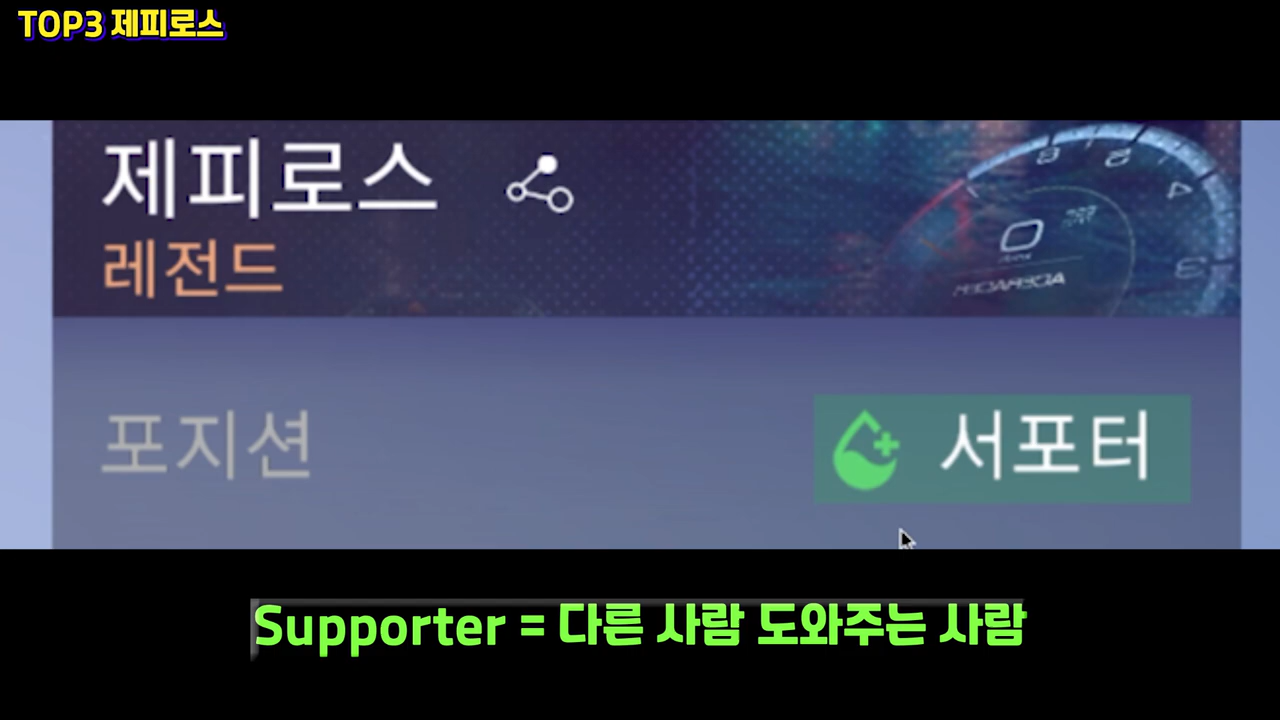 TOP3 제피로스
제피로스
레전드
포지션
서포터
Supporter = 다른 사람 도와주는 사람